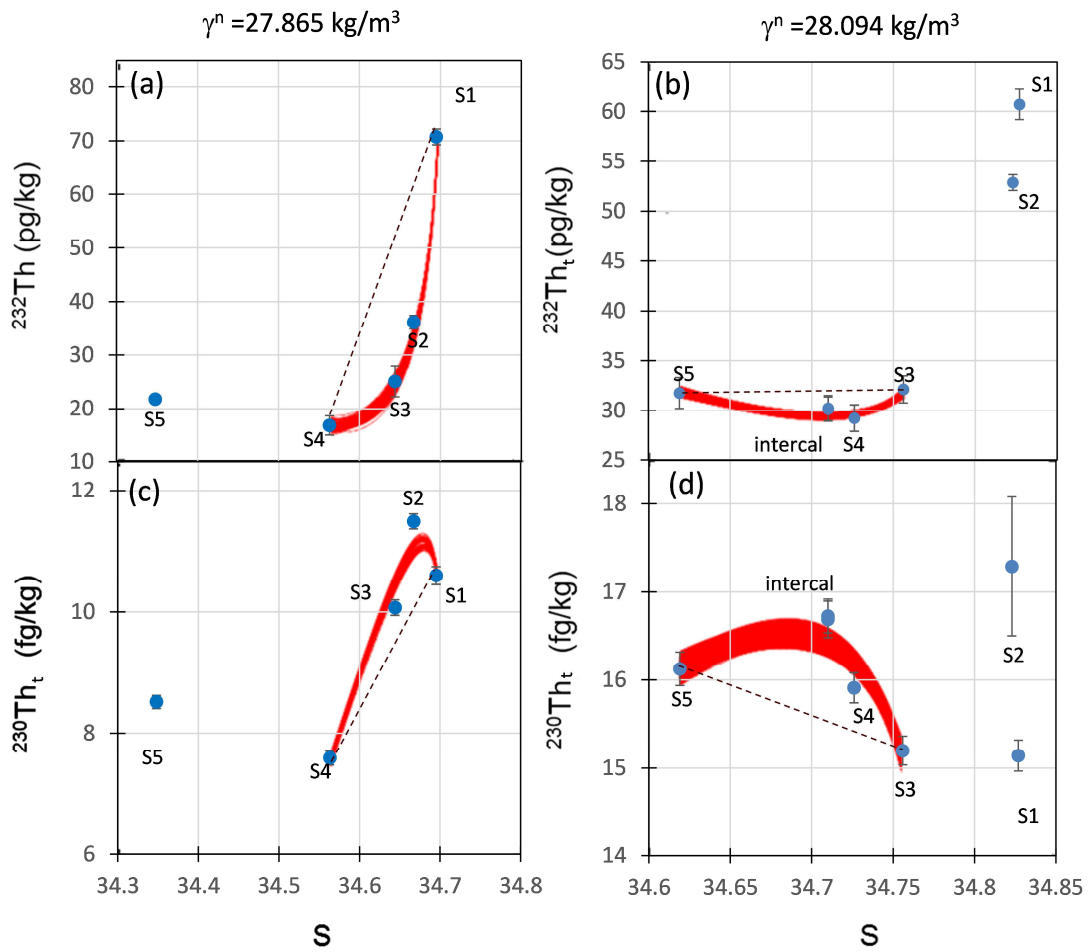 γⁿ =27.865 kg/m³
γⁿ =28.094 kg/m³
(a)
S1
80
70
60
50
40
30
20
10
²³²Th (pg/kg)
S2
S3
S4
S5
(b)
S1
65
60
55
50
45
40
35
30
25
²³²Thₜ(pg/kg)
S2
S5
S3
intercal
S4
(c)
S2
12
10
8
6
²³⁰Thₜ (fg/kg)
S3
S1
S4
S5
34.3
34.4
34.5
34.6
34.7
34.8
S
(d)
18
17
16
15
14
²³⁰Thₜ (fg/kg)
intercal
S2
S5
S4
S3
S1
34.6
34.65
34.7
34.75
34.8
34.85
S